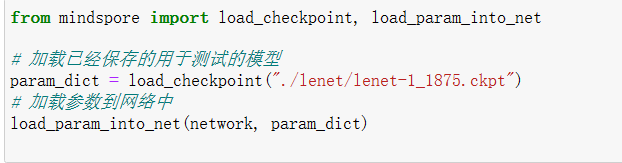 from mindspore import load_checkpoint, load_param_into_net
# 加载已经保存的用于测试的模型
param_dict = load_checkpoint("./lenet/lenet-1_1875.ckpt")
# 加载参数到网络中
load_param_into_net(network, param_dict)